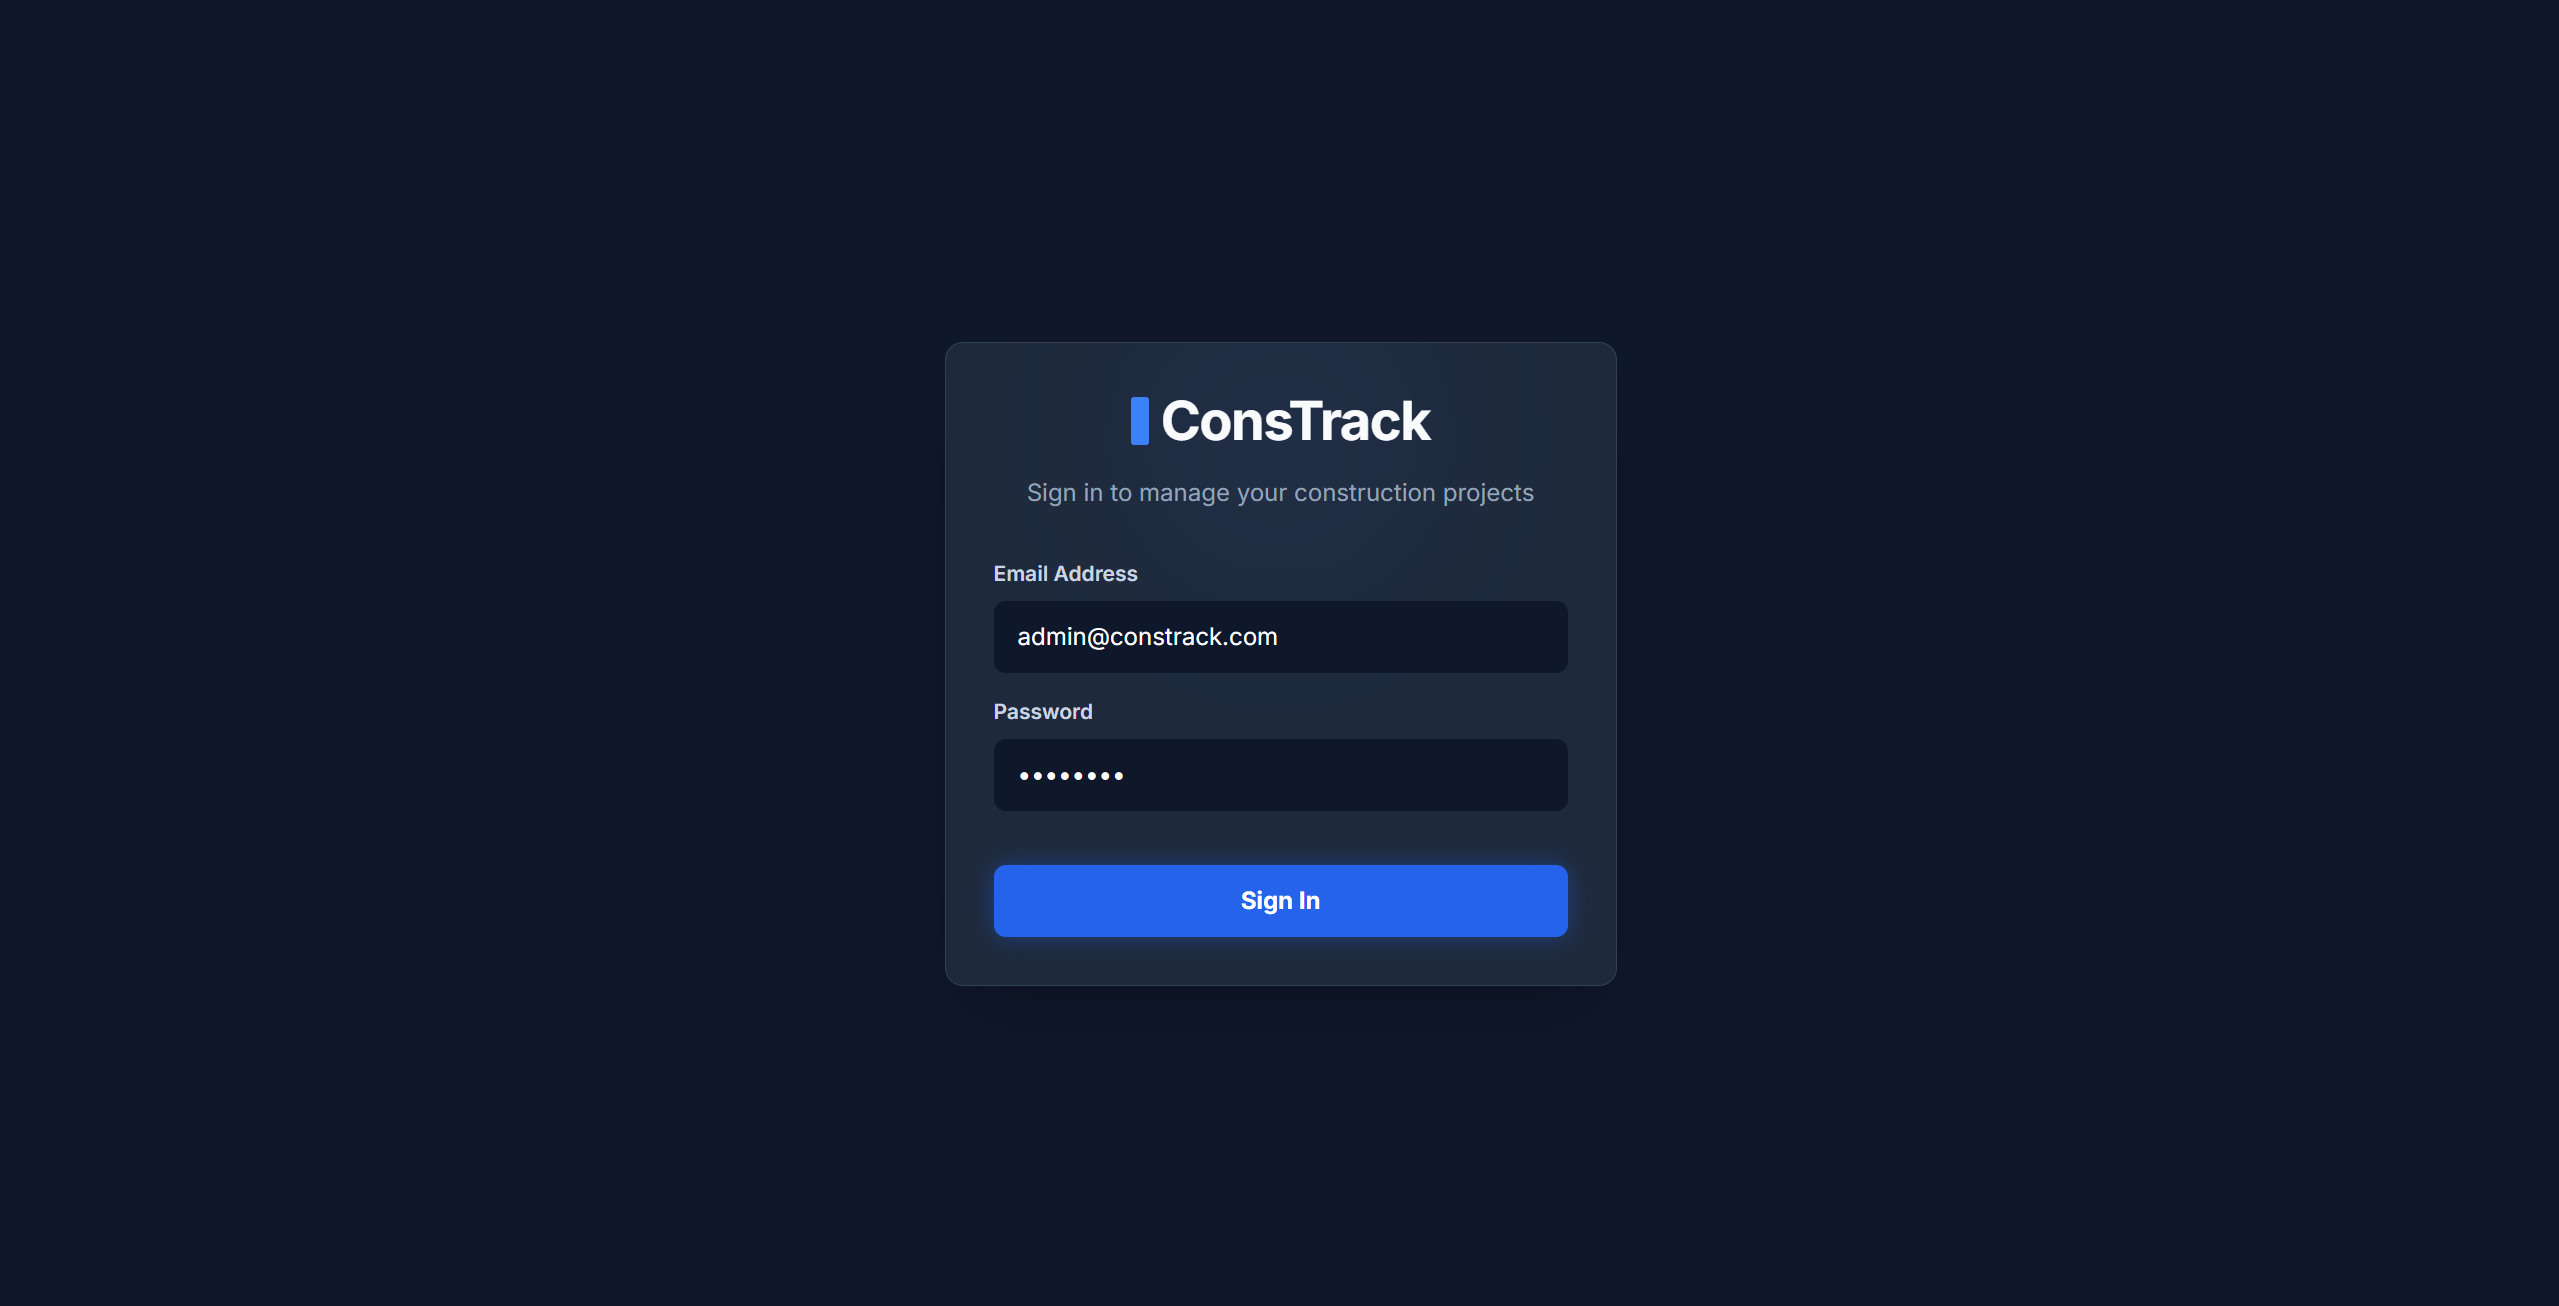 ConsTrack
Sign in to manage your construction projects
Email Address
admin@constrack.com
Password
••••••••
Sign In